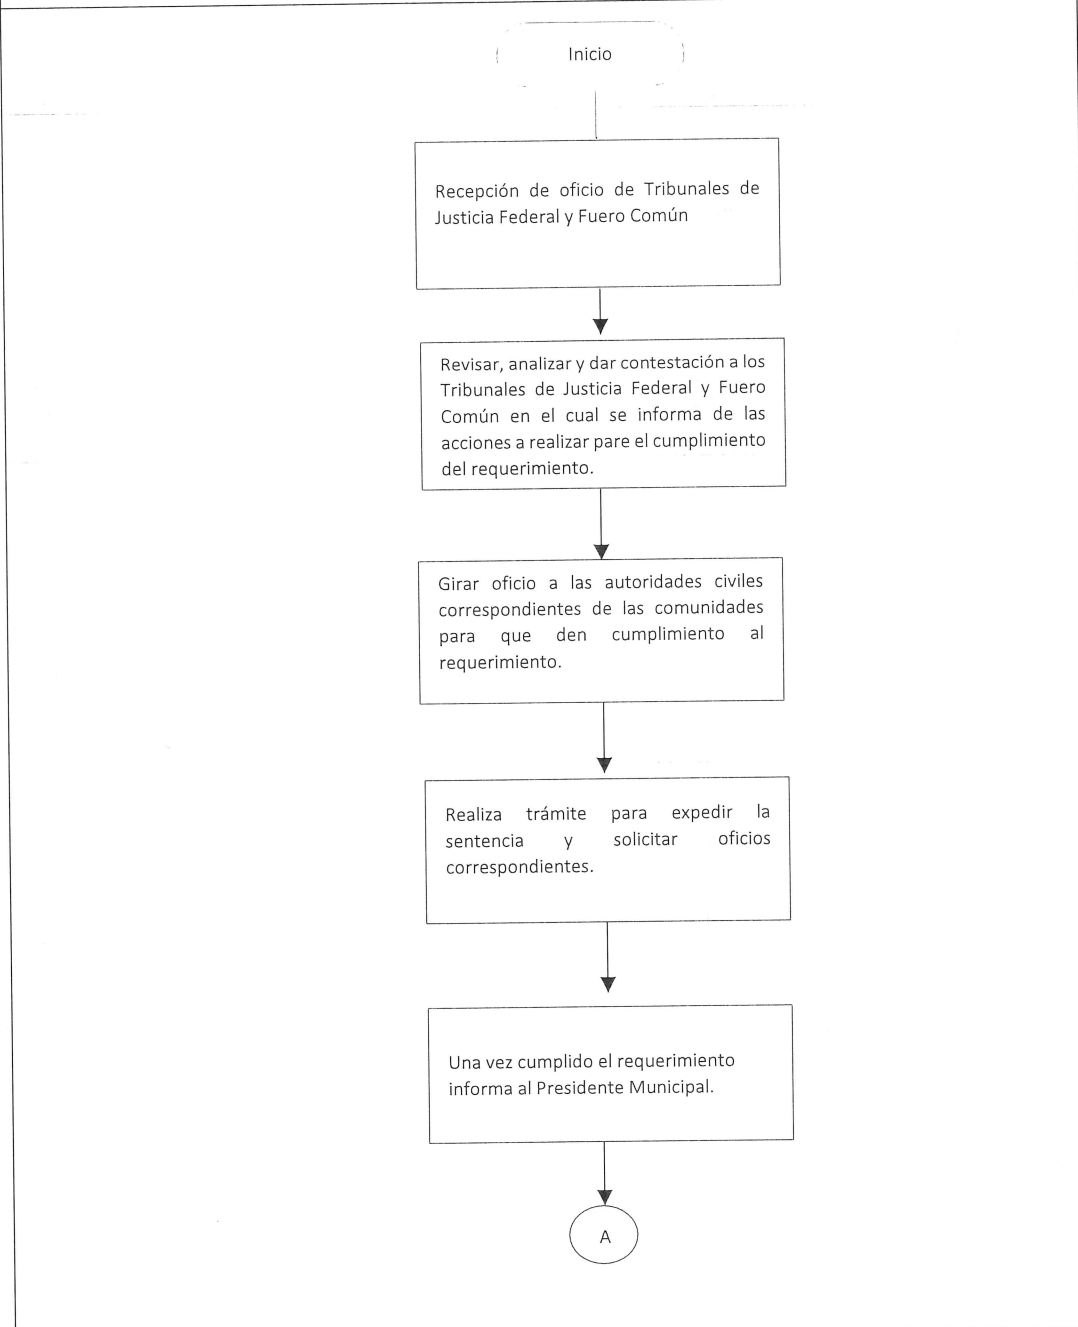 Inicio
Recepción de oficio de Tribunales de
Justicia Federal y Fuero Común
Revisar, analizar y dar contestación a los
Tribunales de Justicia Federal y Fuero
Común en el cual se informa de las
acciones a realizar pare el cumplimiento
del requerimiento.
Girar oficio a las autoridades civiles
correspondientes de las comunidades
para que den cumplimiento al
requerimiento.
Realiza trámite para expedir la
sentencia y solicitar oficios
correspondientes.
Una vez cumplido el requerimiento
informa al Presidente Municipal.
A